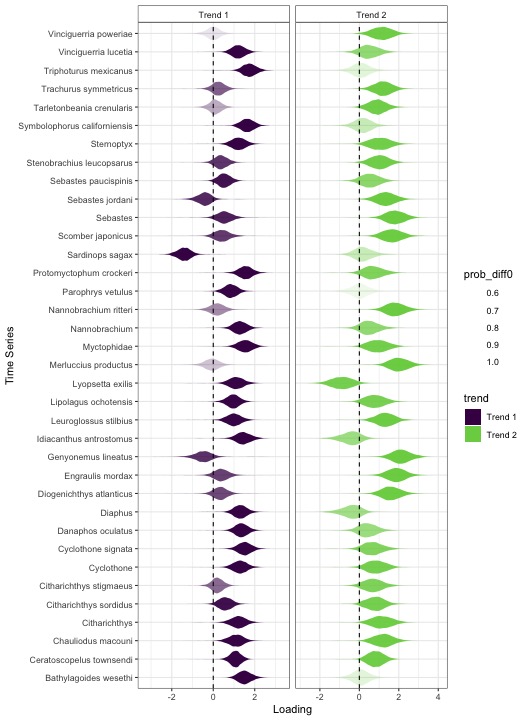 Trend 1
Trend 2
Vinciguerria poweriae
Vinciguerria lucetia
Triphoturus mexicanus
Trachurus symmetricus
Tarletonbeania crenularis
Symbolophorus californiensis
Sternoptyx
Stenobrachius leucopsarus
Sebastes paucispinis
Sebastes jordani
Sebastes
Scomber japonicus
Sardinops sagax
Protomyctophum crockeri
Parophrys vetulus
Nannobrachium ritteri
Nannobrachium
Myctophidae
Merluccius productus
Lyopsetta exilis
Lipolagus ochotensis
Leuroglossus stilbius
Idiacanthus antrostomus
Genyonemus lineatus
Engraulis mordax
Diogenichthys atlanticus
Diaphus
Danaphos oculatus
Cyclothone signata
Cyclothone
Citharichthys stigmaeus
Citharichthys sordidus
Citharichthys
Chauliodus macouni
Ceratoscopelus townsendi
Bathylagoides wesethi
Time Series
-2 0 2
-2 0 2 4
Loading
prob_diff0
0.6
0.7
0.8
0.9
1.0
trend
Trend 1
Trend 2